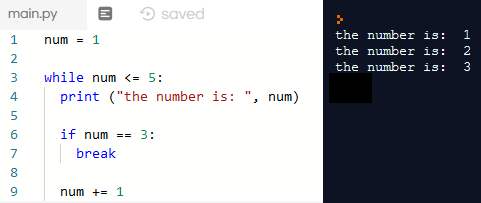 main.py saved
1 num = 1
2
3 while num <= 5:
4 print ("the number is: ", num)
5
6 if num == 3:
7 break
8
9 num += 1
the number is:  1
the number is:  2
the number is:  3